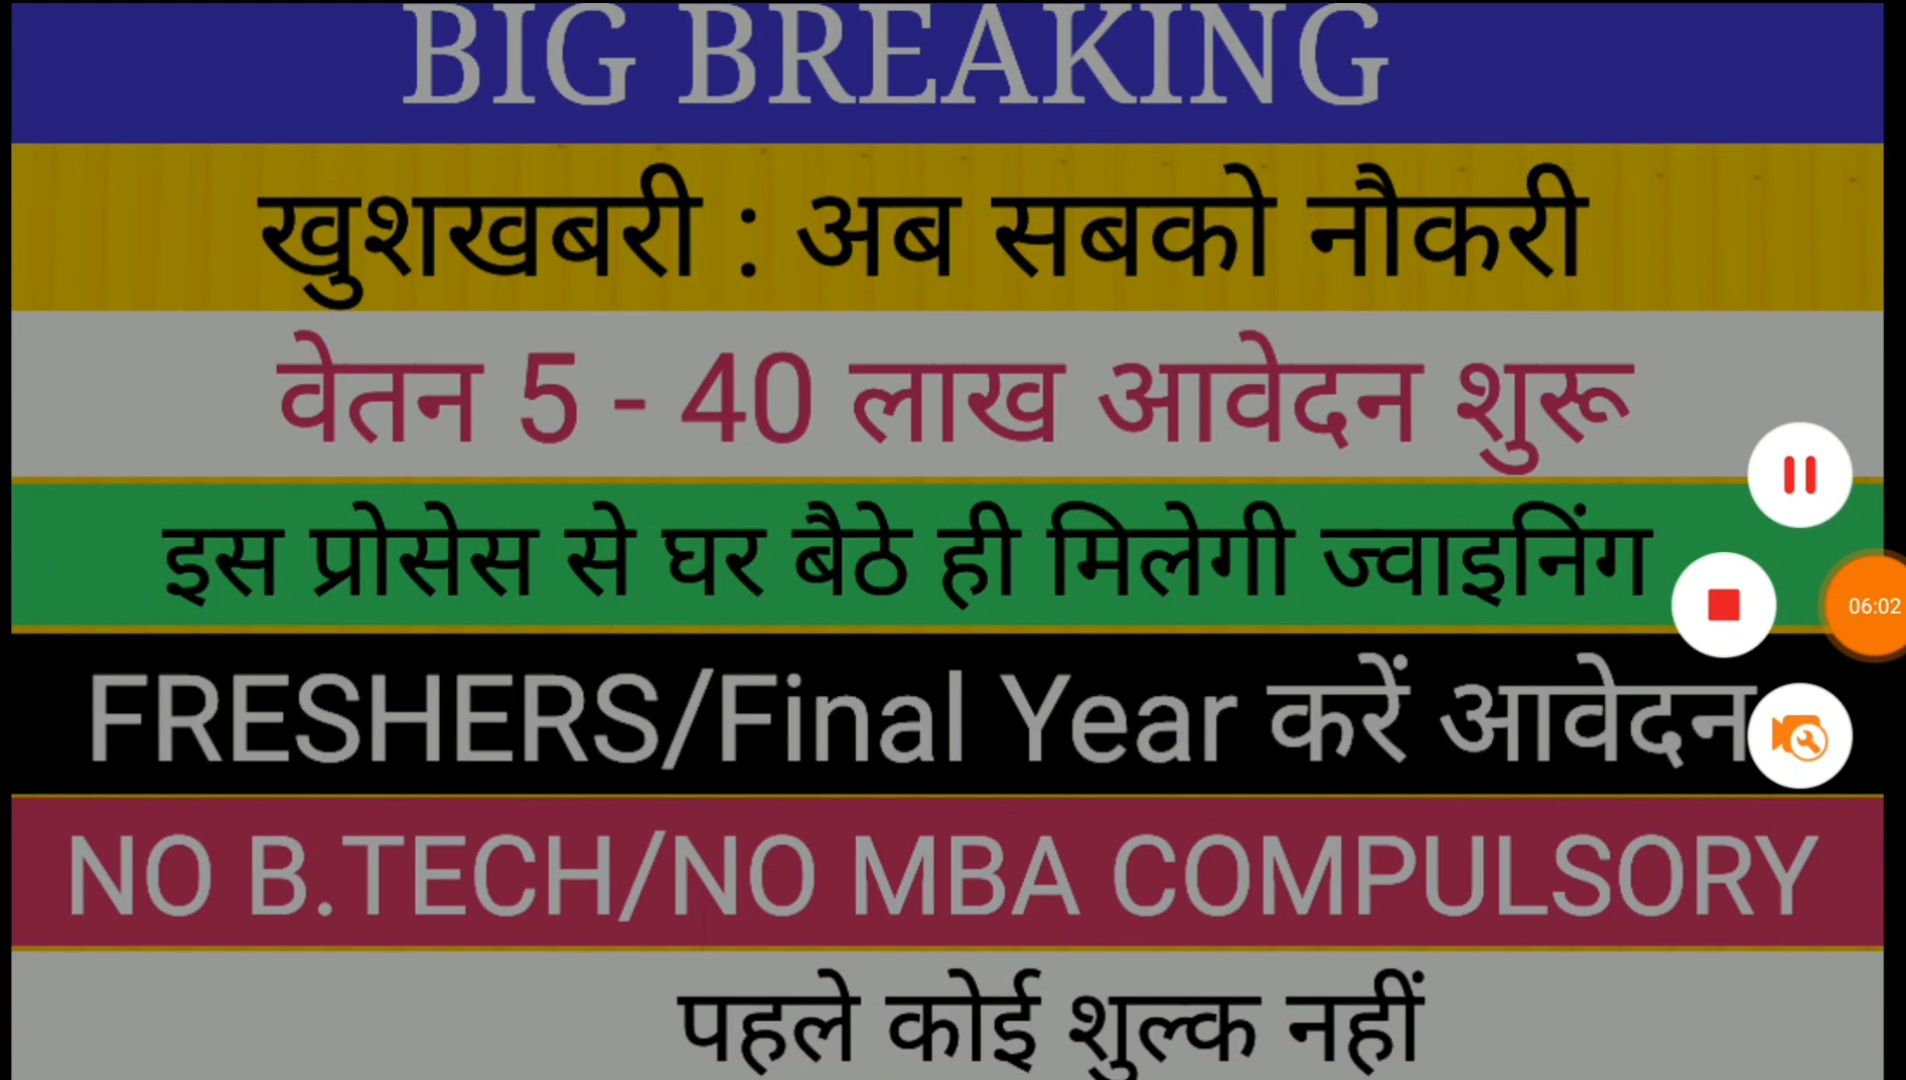 BIG BREAKING
खुशखबरी : अब सबको नौकरी
वेतन 5 - 40 लाख आवेदन शुरू
इस प्रोसेस से घर बैठे ही मिलेगी ज्वाइनिंग
06:02
FRESHERS/Final Year करें आवेदन
NO B.TECH/NO MBA COMPULSORY
पहले कोई शुल्क नहीं